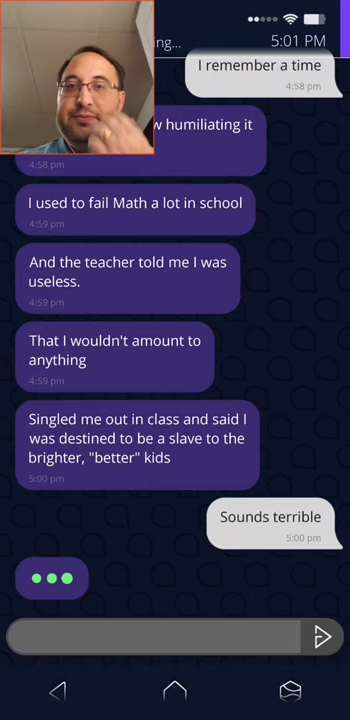 ing...
5:01 PM
I remember a time
4:58 pm
w humiliating it
4:58 pm
I used to fail Math a lot in school
4:59 pm
And the teacher told me I was
useless.
4:59 pm
That I wouldn't amount to
anything
4:59 pm
Singled me out in class and said I
was destined to be a slave to the
brighter, "better" kids
5:00 pm
Sounds terrible
5:00 pm